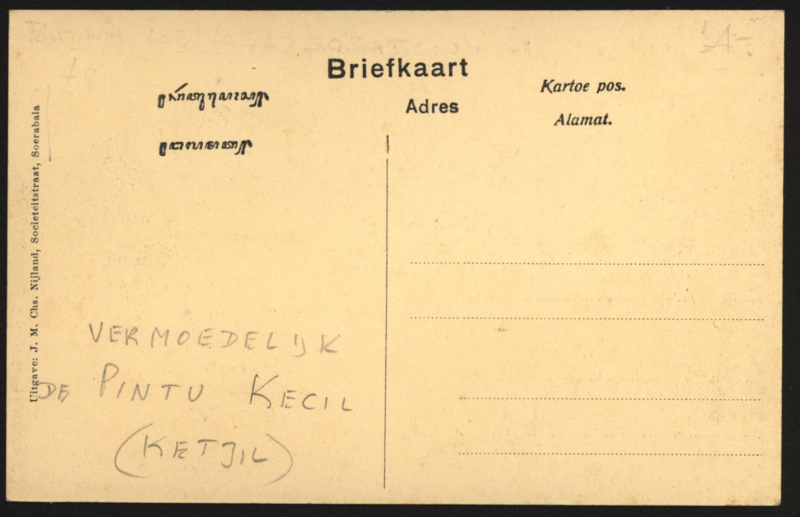 Briefkaart
Adres
Kartoe pos.
Alamat.
Uitgave: J. M. Chs. Nijland, Societeitstraat, Soerabaia
VERMOEDELIJK
DE PINTU KECIL
(KETJIL)